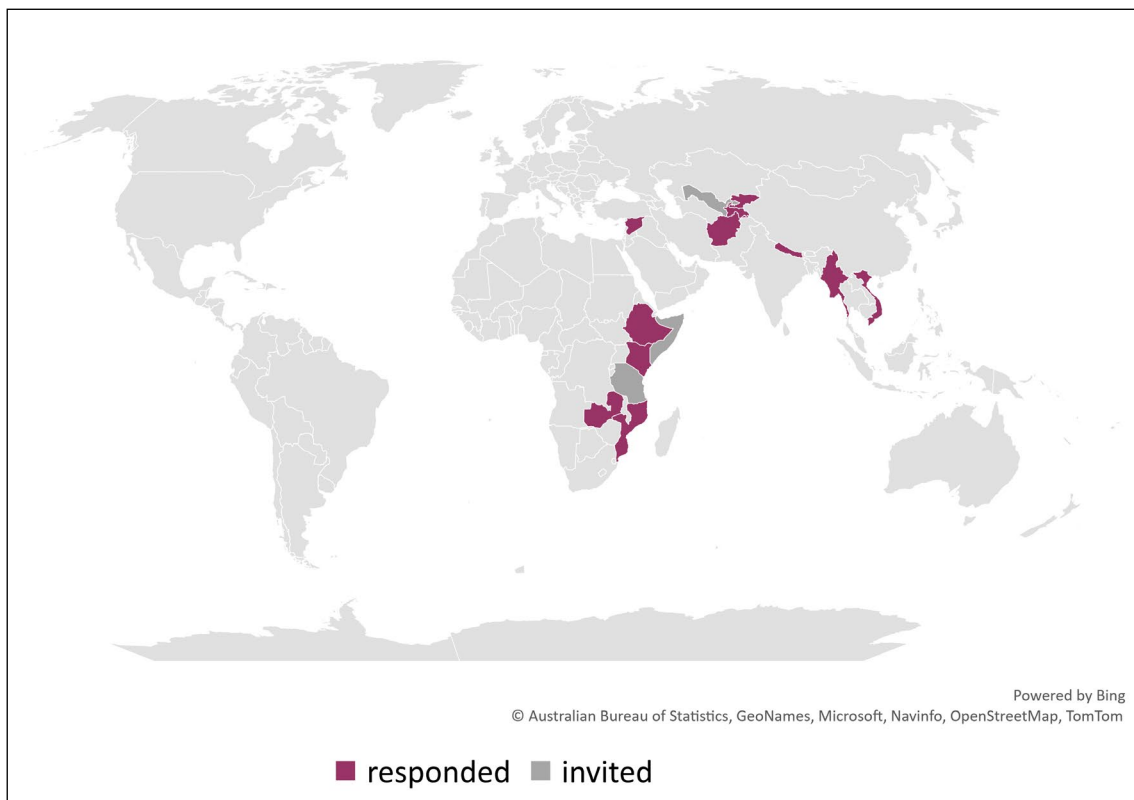 Powered by Bing
© Australian Bureau of Statistics, GeoNames, Microsoft, Navinfo, OpenStreetMap, TomTom
responded invited